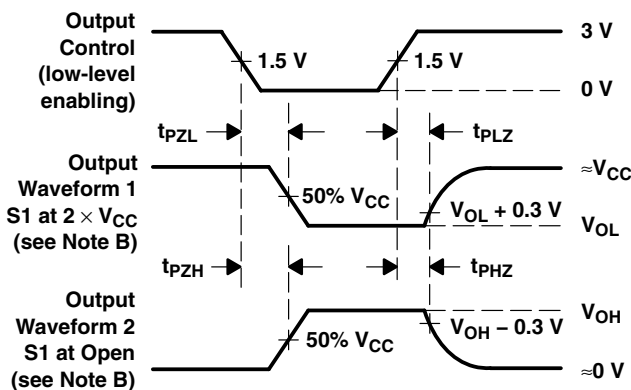 Output
Control
(low-level
enabling)
1.5 V
1.5 V
3 V
0 V
tPZL
tPLZ
Output
Waveform 1
S1 at 2 × VCC
(see Note B)
50% VCC
VOL + 0.3 V
≈VCC
VOL
tPZH
tPHZ
Output
Waveform 2
S1 at Open
(see Note B)
50% VCC
VOH − 0.3 V
VOH
≈0 V